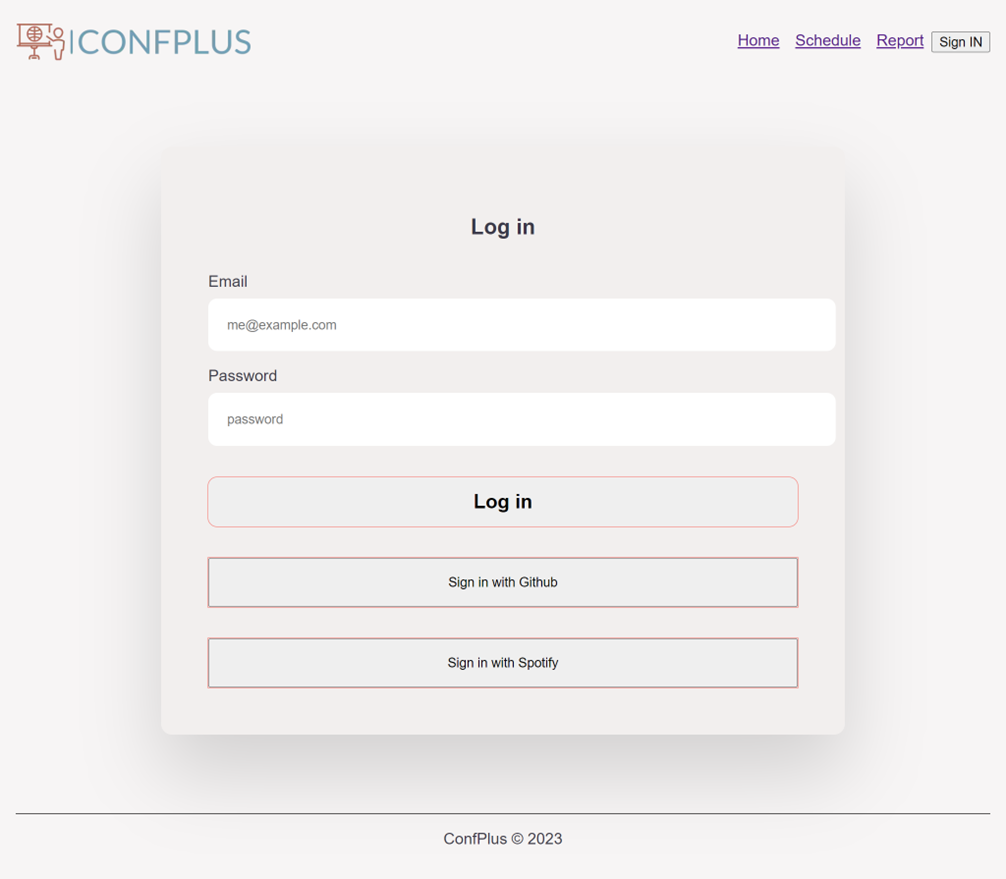 CONFPLUS
Home Schedule Report Sign IN
Log in
Email
me@example.com
Password
password
Log in
Sign in with Github
Sign in with Spotify
ConfPlus © 2023